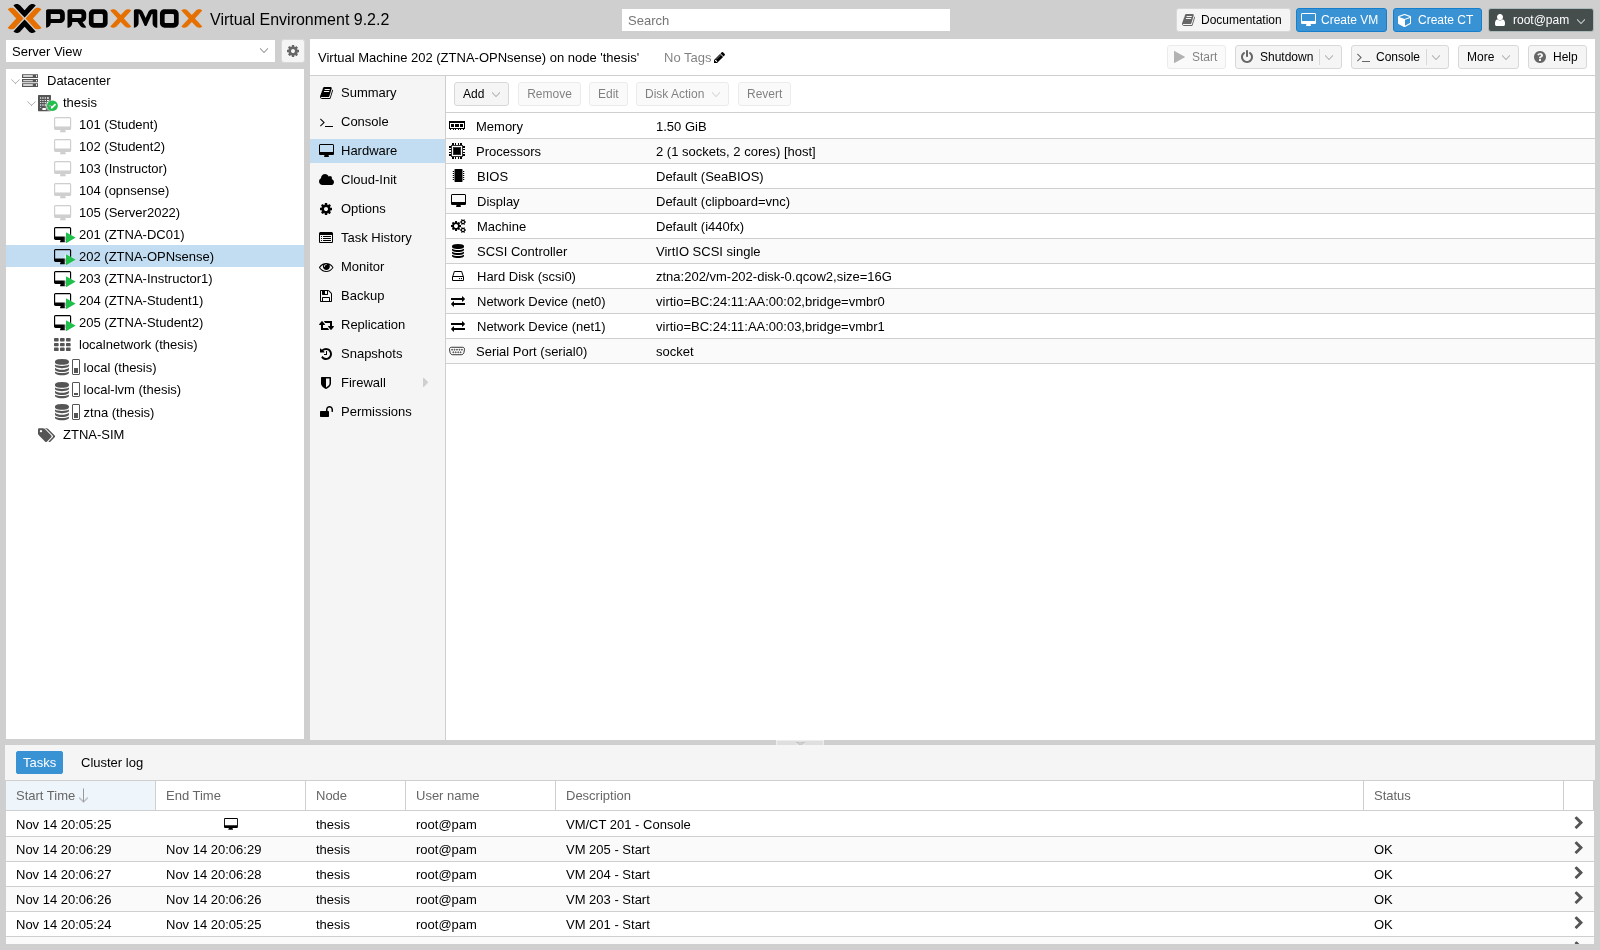 PROXMOX Virtual Environment 9.2.2 Search Documentation Create VM Create CT root@pam
Server View
Virtual Machine 202 (ZTNA-OPNsense) on node 'thesis' No Tags Start Shutdown Console More Help
Datacenter
thesis
101 (Student)
102 (Student2)
103 (Instructor)
104 (opnsense)
105 (Server2022)
201 (ZTNA-DC01)
202 (ZTNA-OPNsense)
203 (ZTNA-Instructor1)
204 (ZTNA-Student1)
205 (ZTNA-Student2)
localnetwork (thesis)
local (thesis)
local-lvm (thesis)
ztna (thesis)
ZTNA-SIM
Summary
Console
Hardware
Cloud-Init
Options
Task History
Monitor
Backup
Replication
Snapshots
Firewall
Permissions
Add Remove Edit Disk Action Revert
Memory 1.50 GiB
Processors 2 (1 sockets, 2 cores) [host]
BIOS Default (SeaBIOS)
Display Default (clipboard=vnc)
Machine Default (i440fx)
SCSI Controller VirtIO SCSI single
Hard Disk (scsi0) ztna:202/vm-202-disk-0.qcow2,size=16G
Network Device (net0) virtio=BC:24:11:AA:00:02,bridge=vmbr0
Network Device (net1) virtio=BC:24:11:AA:00:03,bridge=vmbr1
Serial Port (serial0) socket
Tasks Cluster log
Start Time End Time Node User name Description Status
Nov 14 20:05:25 thesis root@pam VM/CT 201 - Console
Nov 14 20:06:29 Nov 14 20:06:29 thesis root@pam VM 205 - Start OK
Nov 14 20:06:27 Nov 14 20:06:28 thesis root@pam VM 204 - Start OK
Nov 14 20:06:26 Nov 14 20:06:26 thesis root@pam VM 203 - Start OK
Nov 14 20:05:24 Nov 14 20:05:25 thesis root@pam VM 201 - Start OK